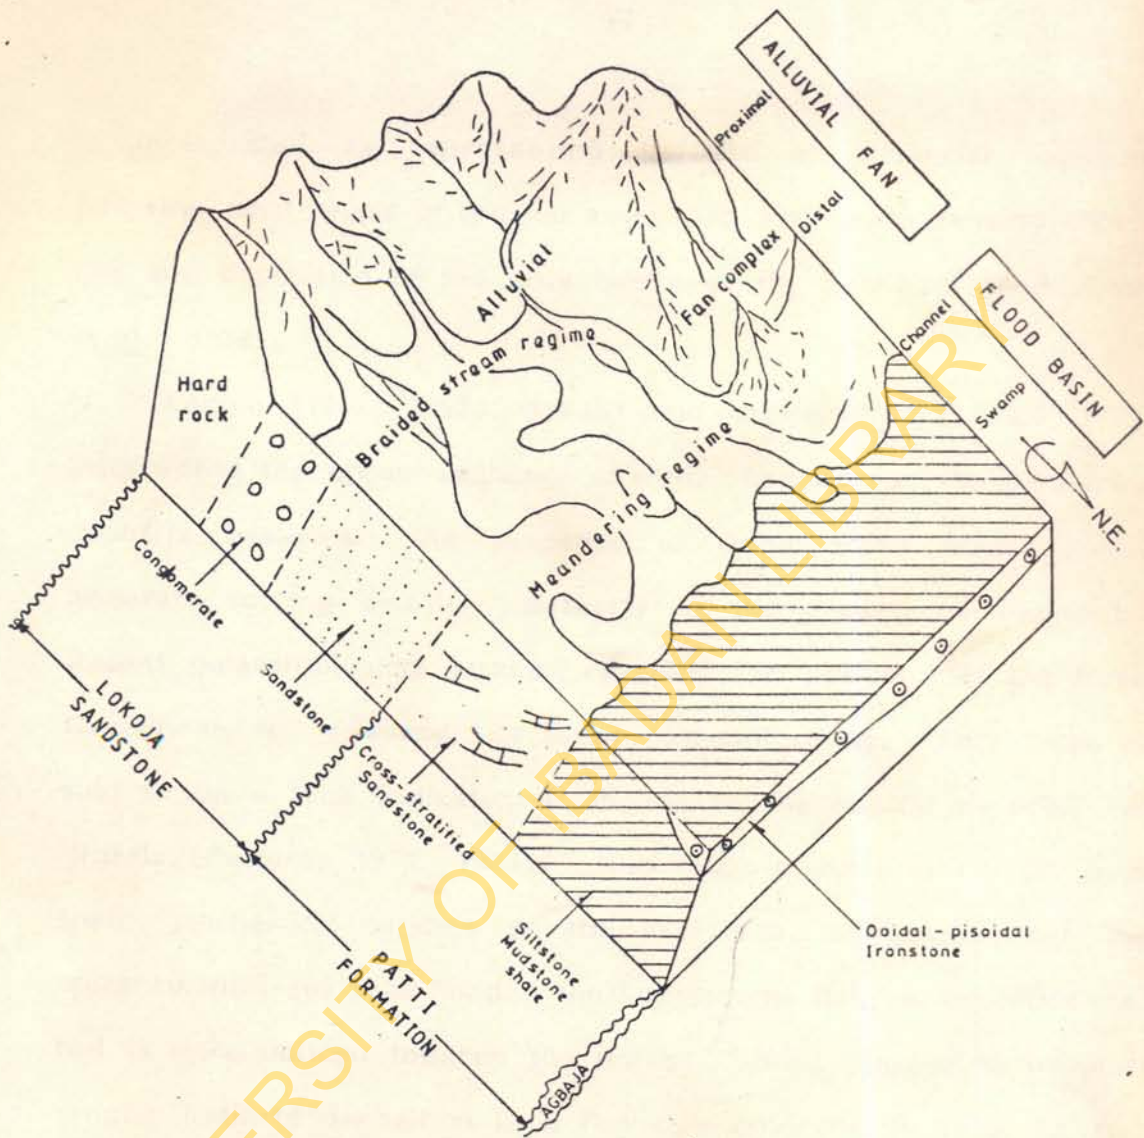 ALLUVIAL FAN
Proximal
Distal
FLOOD BASIN
Channel
Swamp
NE.
Alluvial
Fan complex
Braided stream regime
Meandering regime
Hard
rock
Conglomerate
Sandstone
Cross-stratified
Sandstone
Siltstone
Mudstone
shale
Ooidal - pisoidal
Ironstone
LOKOJA
SANDSTONE
PATTI
FORMATION
AGBAJA
UNIVERSITY OF IBADAN LIBRARY